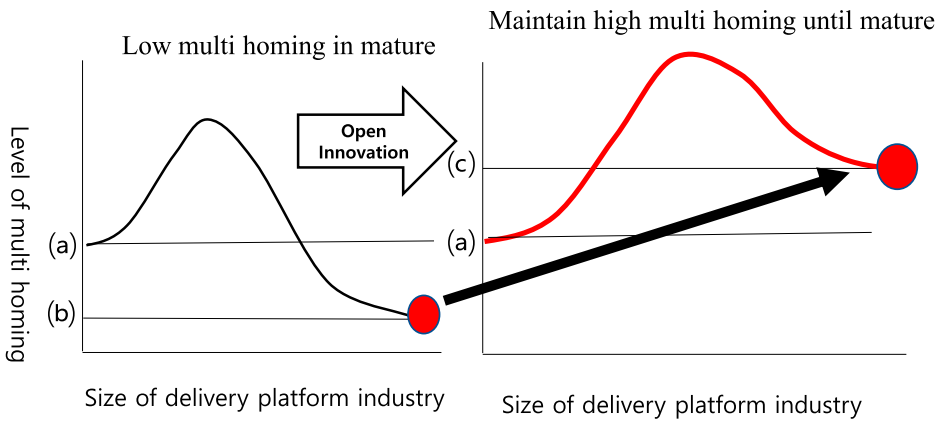 Low multi homing in mature
Maintain high multi homing until mature
Open
Innovation
Level of multi homing
(a)
(b)
(c)
(a)
Size of delivery platform industry
Size of delivery platform industry